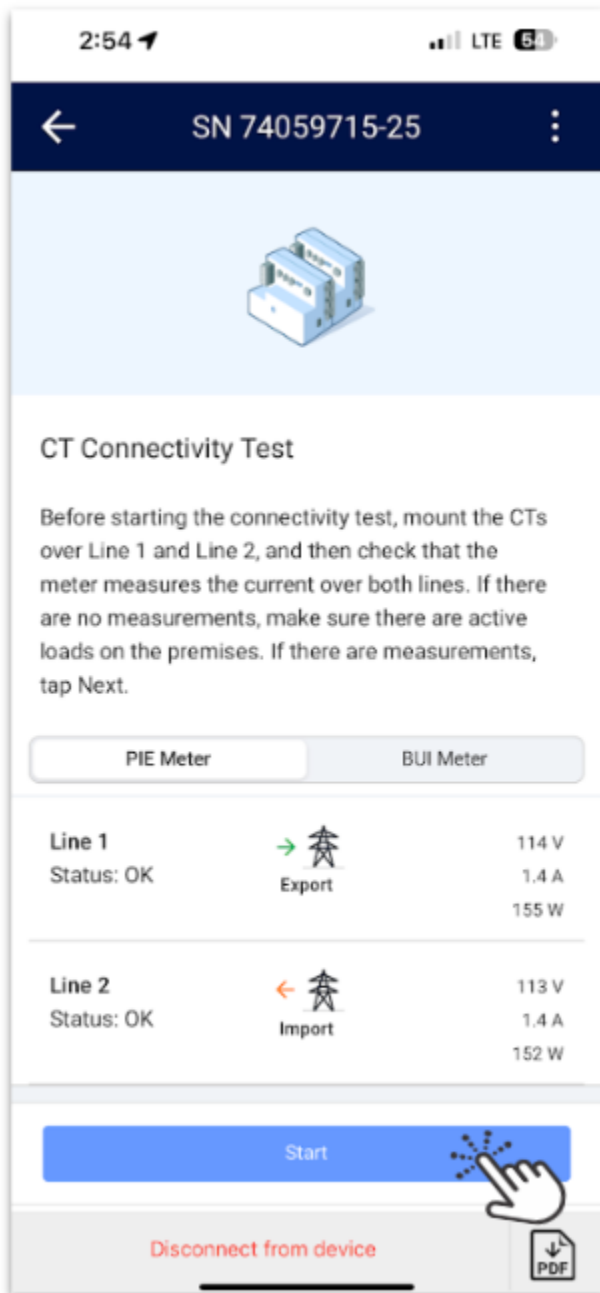 2:54
LTE 54
SN 74059715-25
CT Connectivity Test
Before starting the connectivity test, mount the CTs
over Line 1 and Line 2, and then check that the
meter measures the current over both lines. If there
are no measurements, make sure there are active
loads on the premises. If there are measurements,
tap Next.
PIE Meter
BUI Meter
Line 1
Status: OK
Export
114 V
1.4 A
155 W
Line 2
Status: OK
Import
113 V
1.4 A
152 W
Start
Disconnect from device
PDF